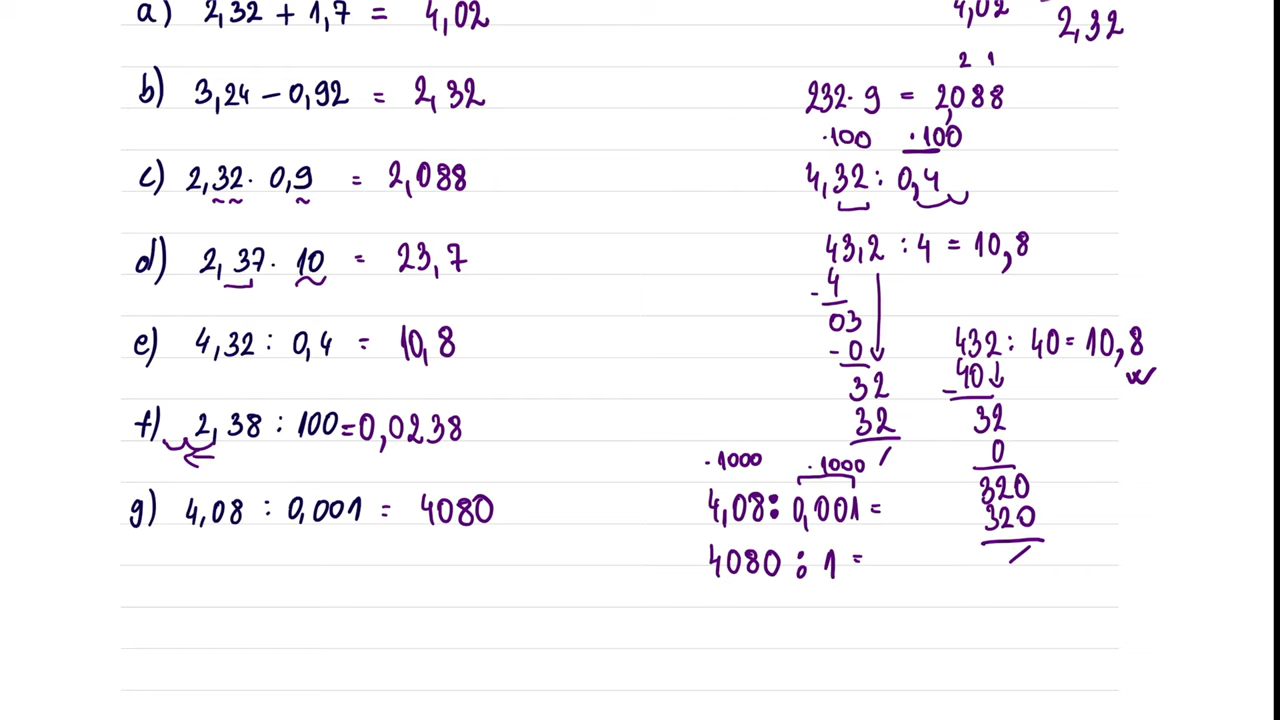 a) 2,32 + 1,7 = 4,02
b) 3,24 – 0,92 = 2,32
c) 2,32 · 0,9 = 2,088
d) 2,37 · 10 = 23,7
e) 4,32 : 0,4 = 10,8
f) 2,38 : 100 = 0,0238
g) 4,08 : 0,001 = 4080
4,02
2,32
2 1
232 · 9 = 2,088
·100 ·100
4,32 : 0,4
43,2 : 4 = 10,8
- 4
03
- 0
32
32
432 : 40 = 10,8
- 40
32
0
320
320
·1000 ·1000
4,08 : 0,001 =
4080 : 1 =